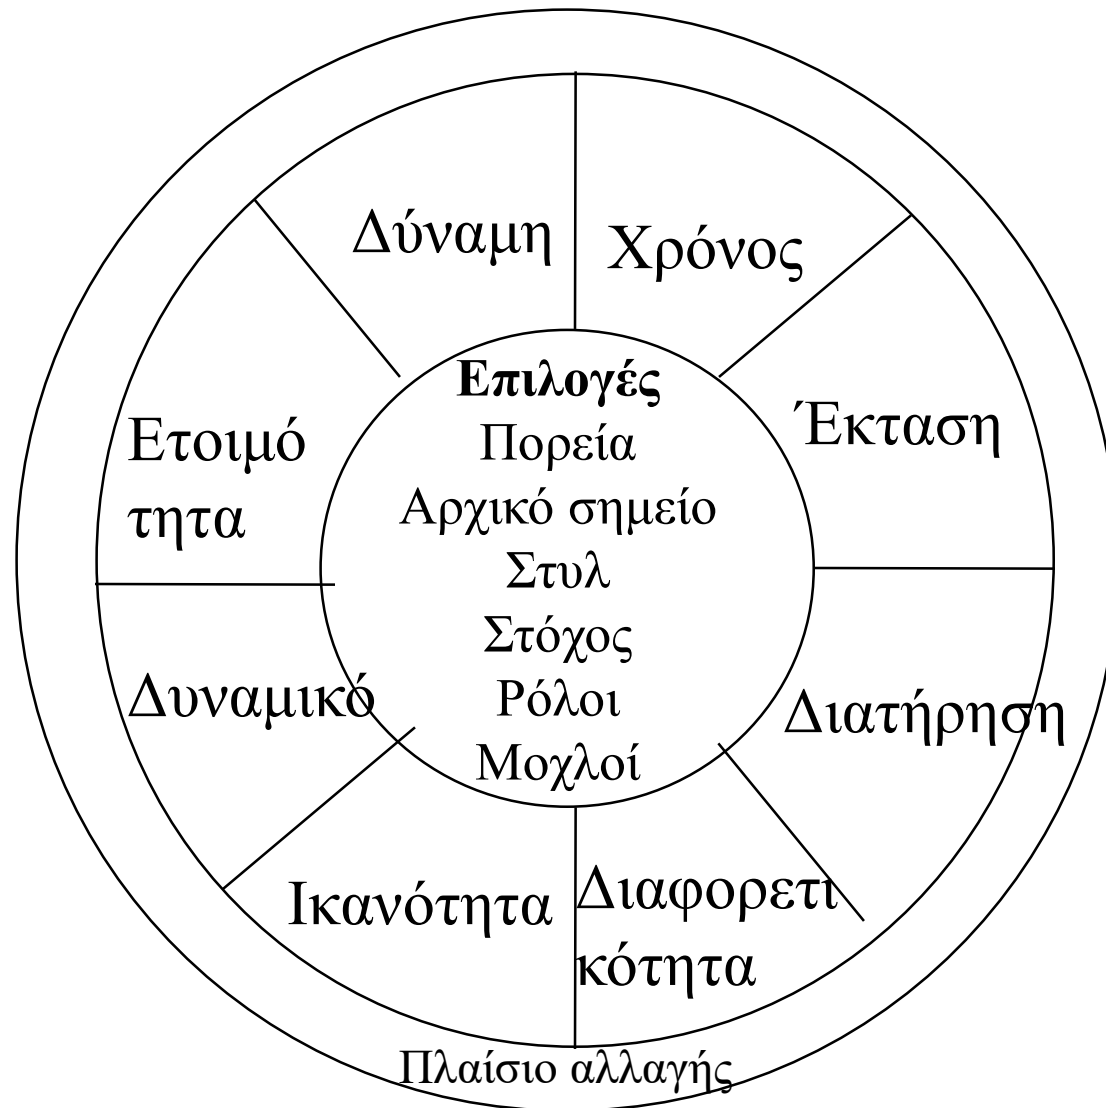 Δύναμη
Χρόνος
Έκταση
Διατήρηση
Διαφορετι
κότητα
Ικανότητα
Δυναμικό
Ετοιμό
τητα
Επιλογές
Πορεία
Αρχικό σημείο
Στυλ
Στόχος
Ρόλοι
Μοχλοί
Πλαίσιο αλλαγής